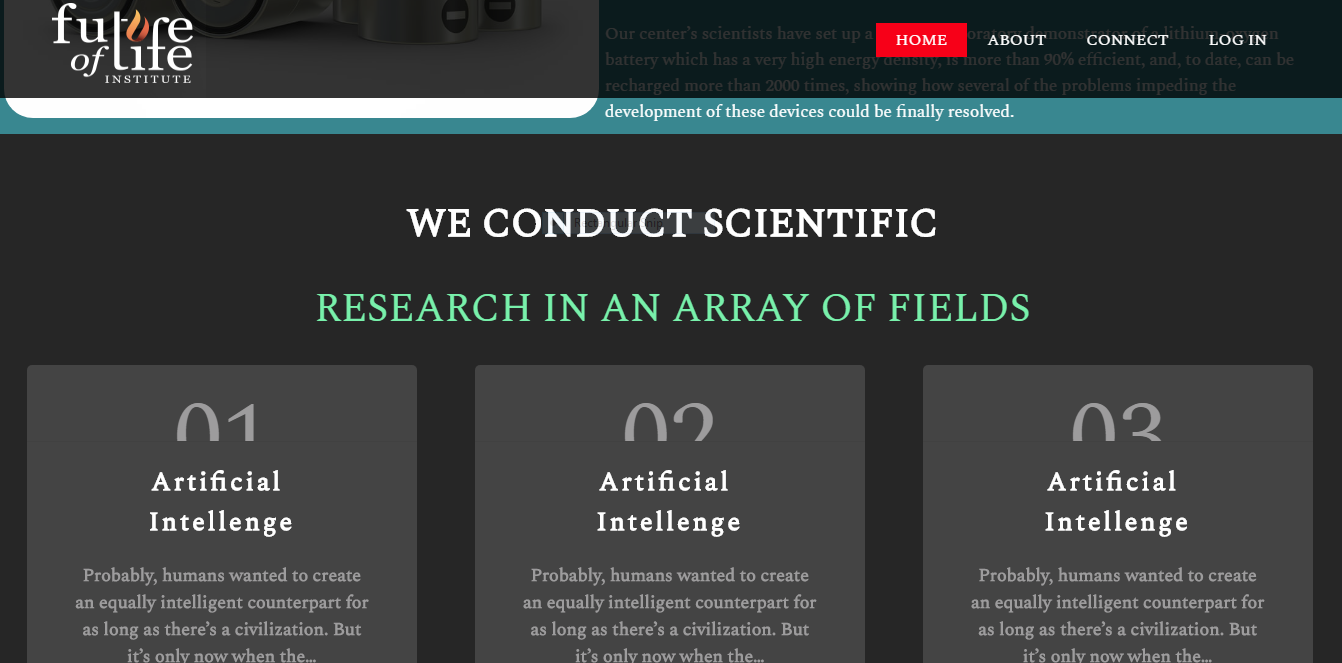 future
of life
INSTITUTE
HOME ABOUT CONNECT LOG IN
Our center's scientists have set up a laboratory demonstrator of a lithium-oxygen
battery which has a very high energy density, is more than 90% efficient, and, to date, can be
recharged more than 2000 times, showing how several of the problems impeding the
development of these devices could be finally resolved.
WE CONDUCT SCIENTIFIC
RESEARCH IN AN ARRAY OF FIELDS
01
Artificial
Intellenge
Probably, humans wanted to create
an equally intelligent counterpart for
as long as there's a civilization. But
it's only now when the...
02
Artificial
Intellenge
Probably, humans wanted to create
an equally intelligent counterpart for
as long as there's a civilization. But
it's only now when the...
03
Artificial
Intellenge
Probably, humans wanted to create
an equally intelligent counterpart for
as long as there's a civilization. But
it's only now when the...